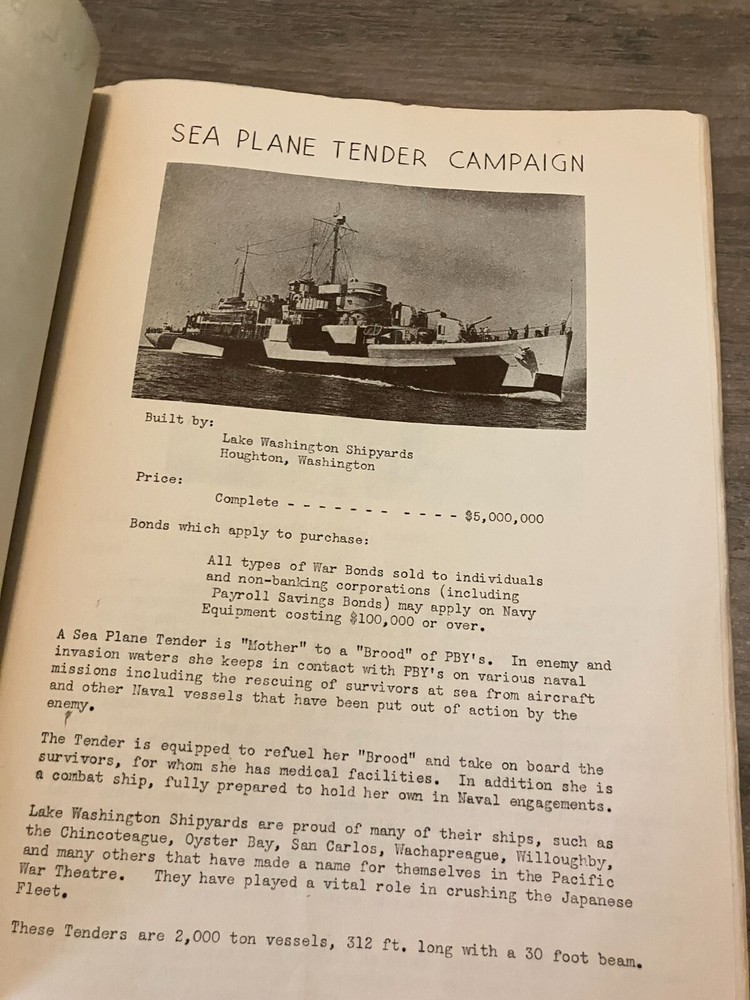 SEA PLANE TENDER CAMPAIGN
Built by:
Lake Washington Shipyards
Houghton, Washington
Price:
Complete - - - - - - - - - - - $5,000,000
Bonds which apply to purchase:
All types of War Bonds sold to individuals
and non-banking corporations (including
Payroll Savings Bonds) may apply on Navy
Equipment costing $100,000 or over.
A Sea Plane Tender is "Mother" to a "Brood" of PBY's. In enemy and
invasion waters she keeps in contact with PBY's on various naval
missions including the rescuing of survivors at sea from aircraft
and other Naval vessels that have been put out of action by the
enemy.
The Tender is equipped to refuel her "Brood" and take on board the
survivors, for whom she has medical facilities. In addition she is
a combat ship, fully prepared to hold her own in Naval engagements.
Lake Washington Shipyards are proud of many of their ships, such as
the Chincoteague, Oyster Bay, San Carlos, Wachapreague, Willoughby,
and many others that have made a name for themselves in the Pacific
War Theatre. They have played a vital role in crushing the Japanese
Fleet.
These Tenders are 2,000 ton vessels, 312 ft. long with a 30 foot beam.